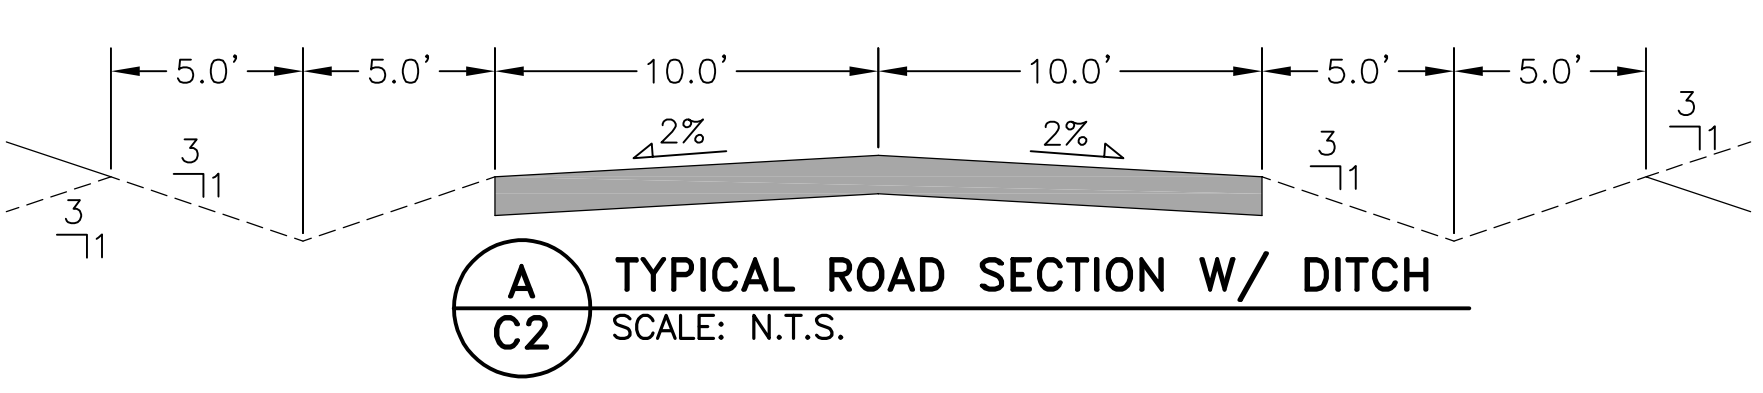 5.0' 5.0' 10.0' 10.0' 5.0' 5.0'
3
1
3
1
2%
2%
3
1
3
1
A
C2
TYPICAL ROAD SECTION W/ DITCH
SCALE: N.T.S.